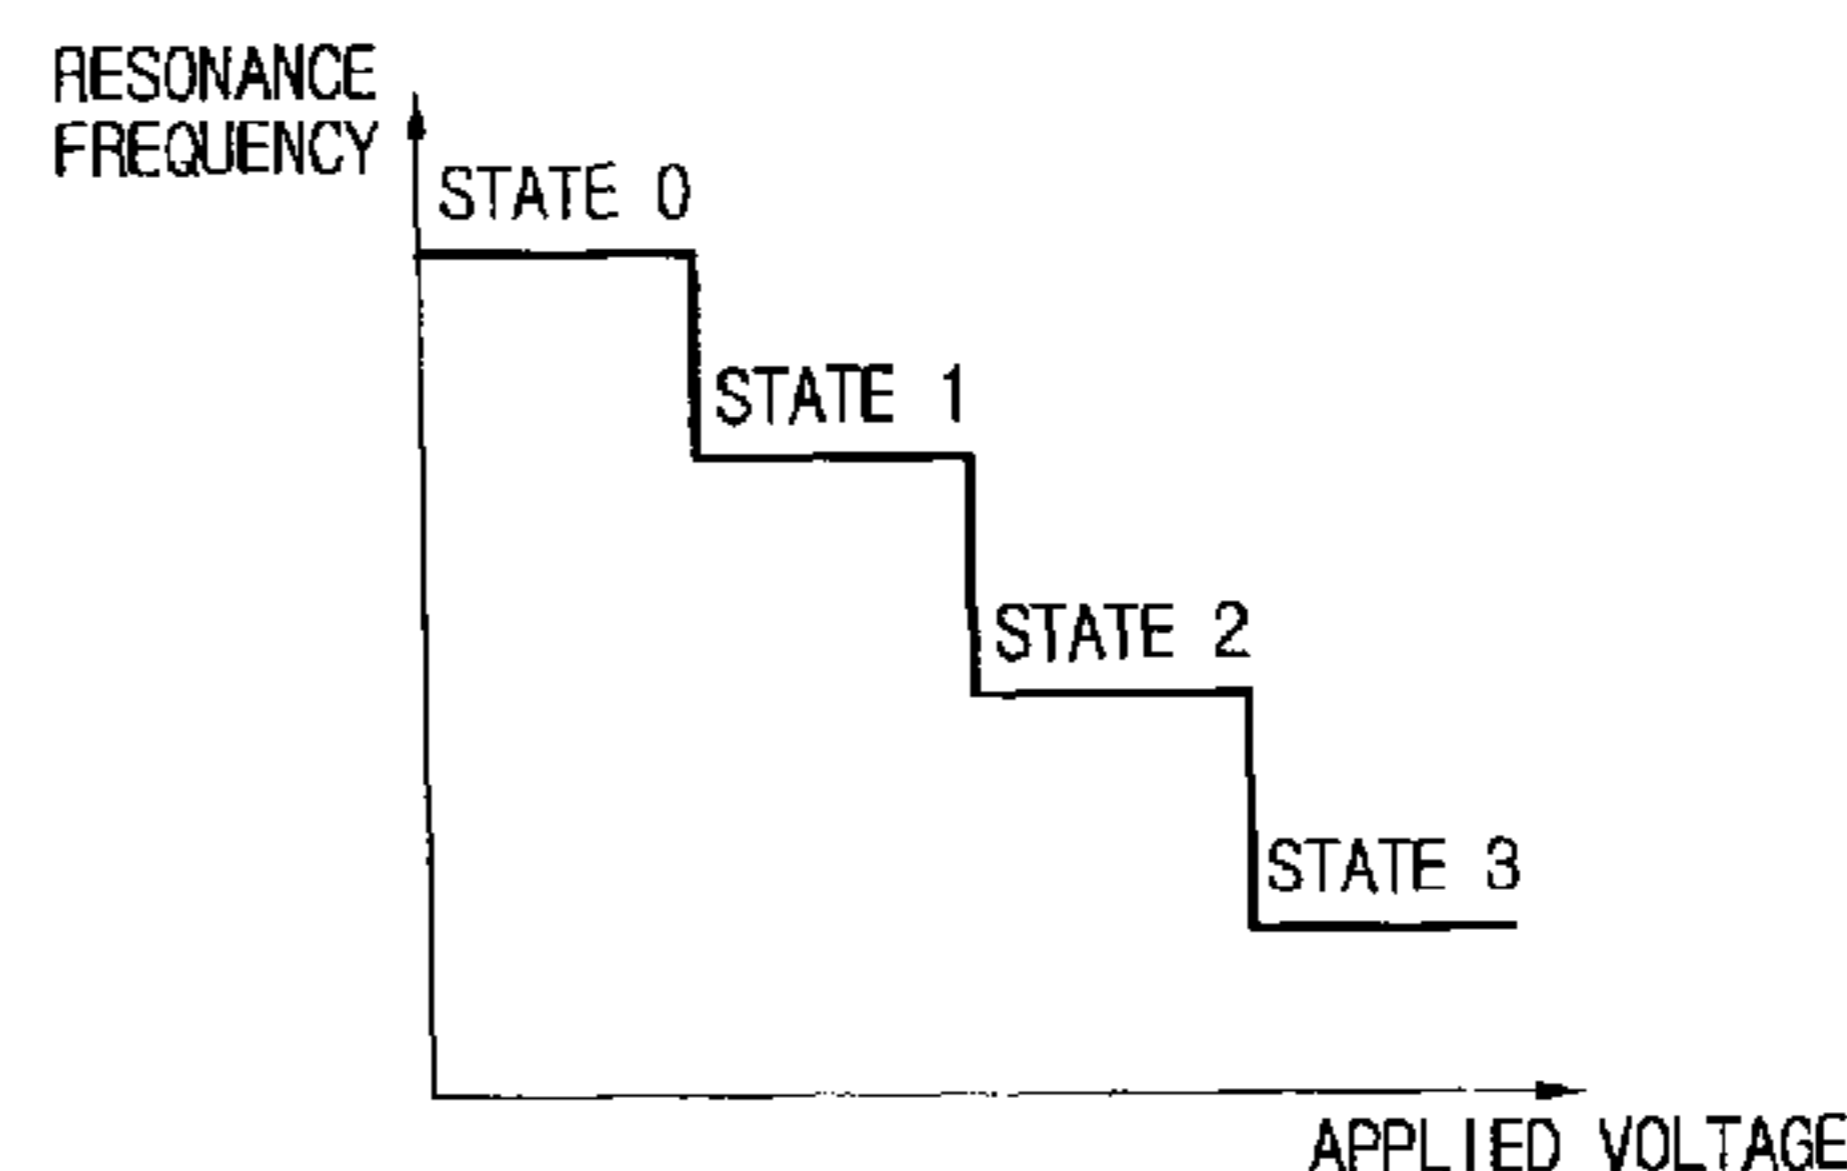 RESONANCE
FREQUENCY
STATE 0
STATE 1
STATE 2
STATE 3
APPLIED VOLTAGE